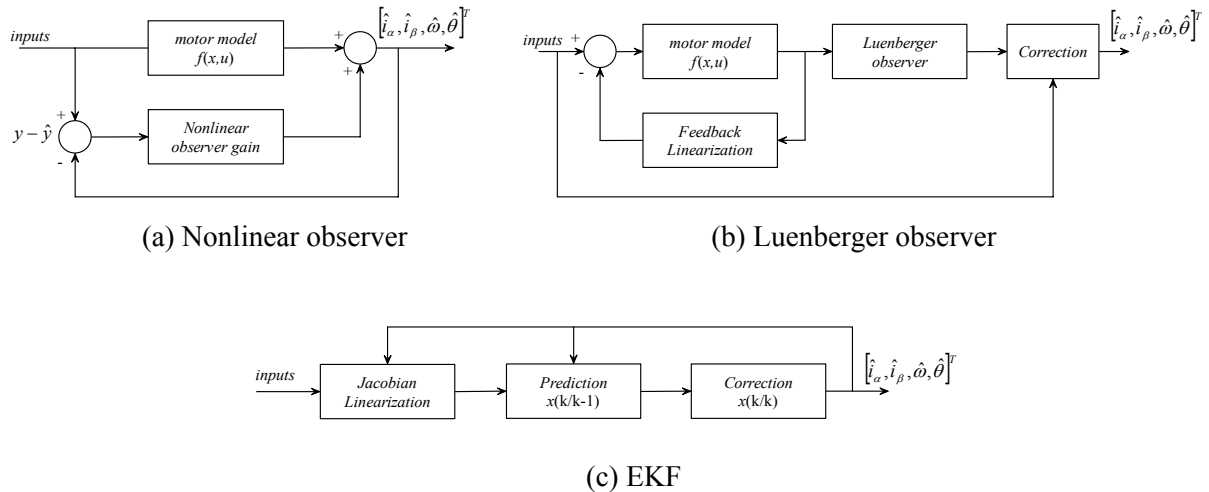 inputs
motor model
f(x,u)
+
+
[î_α, î_β, ω̂, θ̂]^T
+
y − ŷ
-
Nonlinear
observer gain
(a) Nonlinear observer
inputs
+
-
motor model
f(x,u)
Luenberger
observer
Correction
[î_α, î_β, ω̂, θ̂]^T
Feedback
Linearization
(b) Luenberger observer
inputs
Jacobian
Linearization
Prediction
x(k/k-1)
Correction
x(k/k)
[î_α, î_β, ω̂, θ̂]^T
(c) EKF